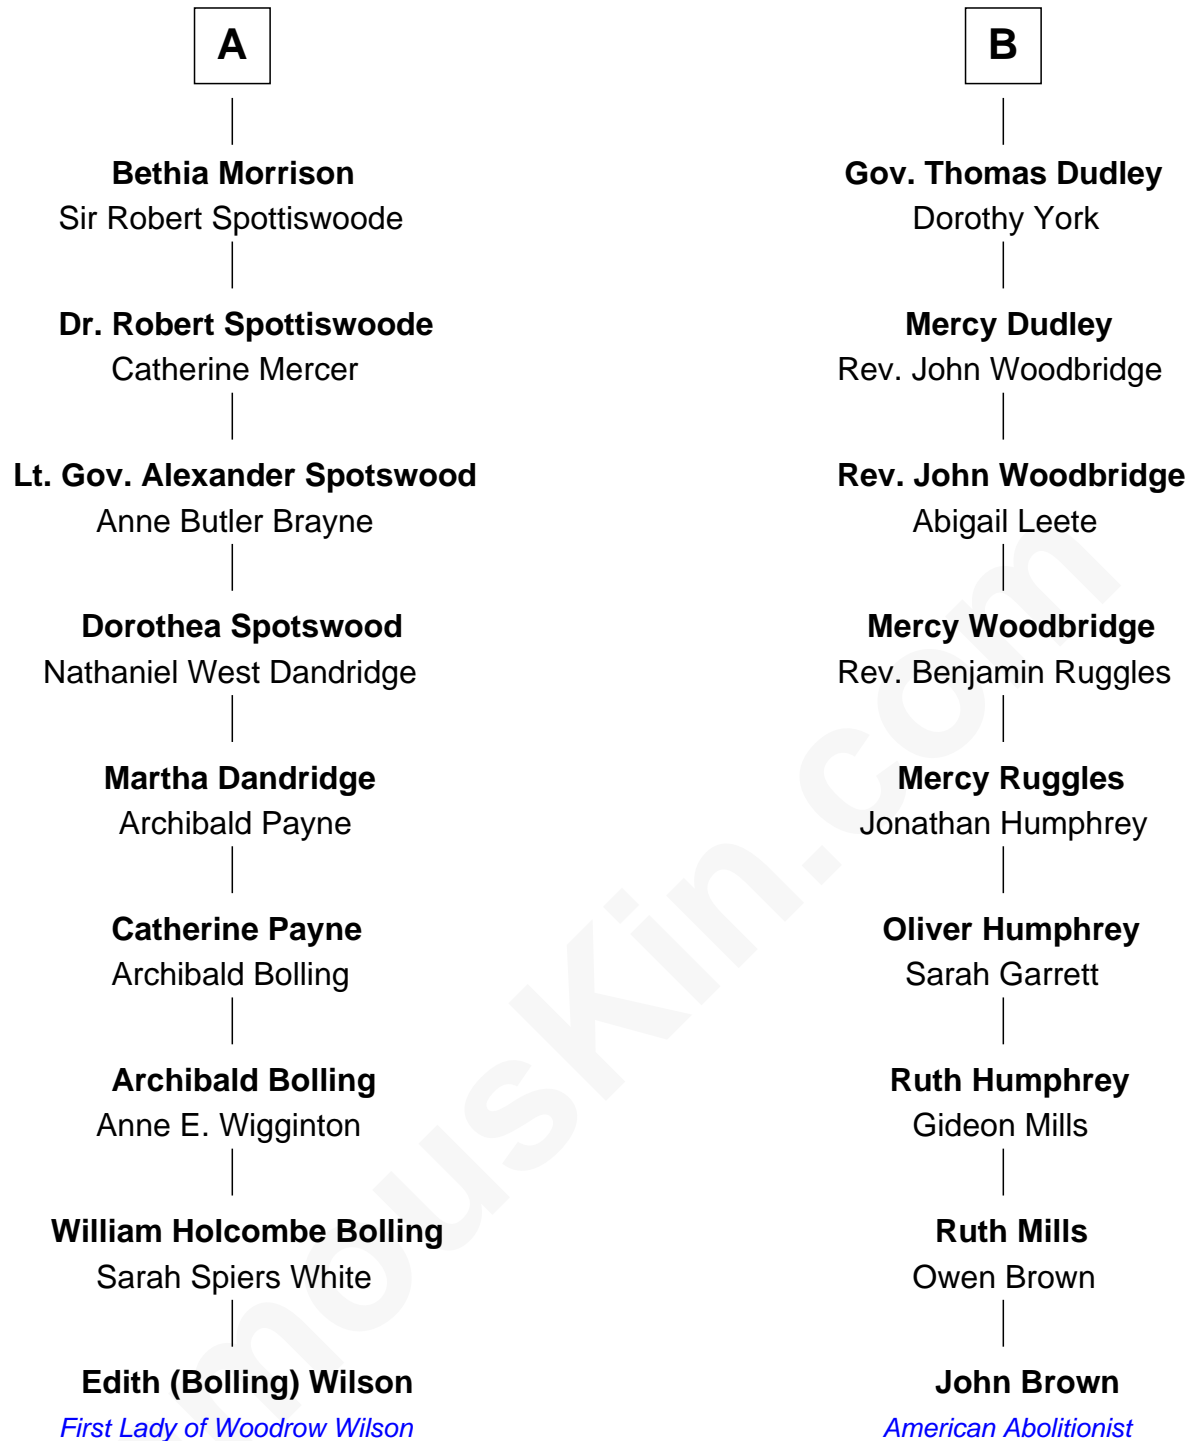 A
Bethia Morrison
Sir Robert Spottiswoode
Dr. Robert Spottiswoode
Catherine Mercer
Lt. Gov. Alexander Spotswood
Anne Butler Brayne
Dorothea Spotswood
Nathaniel West Dandridge
Martha Dandridge
Archibald Payne
Catherine Payne
Archibald Bolling
Archibald Bolling
Anne E. Wigginton
William Holcombe Bolling
Sarah Spiers White
Edith (Bolling) Wilson
First Lady of Woodrow Wilson
B
Gov. Thomas Dudley
Dorothy York
Mercy Dudley
Rev. John Woodbridge
Rev. John Woodbridge
Abigail Leete
Mercy Woodbridge
Rev. Benjamin Ruggles
Mercy Ruggles
Jonathan Humphrey
Oliver Humphrey
Sarah Garrett
Ruth Humphrey
Gideon Mills
Ruth Mills
Owen Brown
John Brown
American Abolitionist
mousKin.com